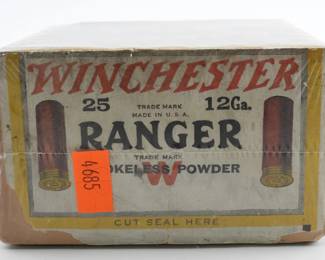 WINCHESTER
25 TRADE MARK 12Ga.
MADE IN U.S.A.
RANGER
TRADE MARK
OKELESS POWDER
W
CUT SEAL HERE
4685